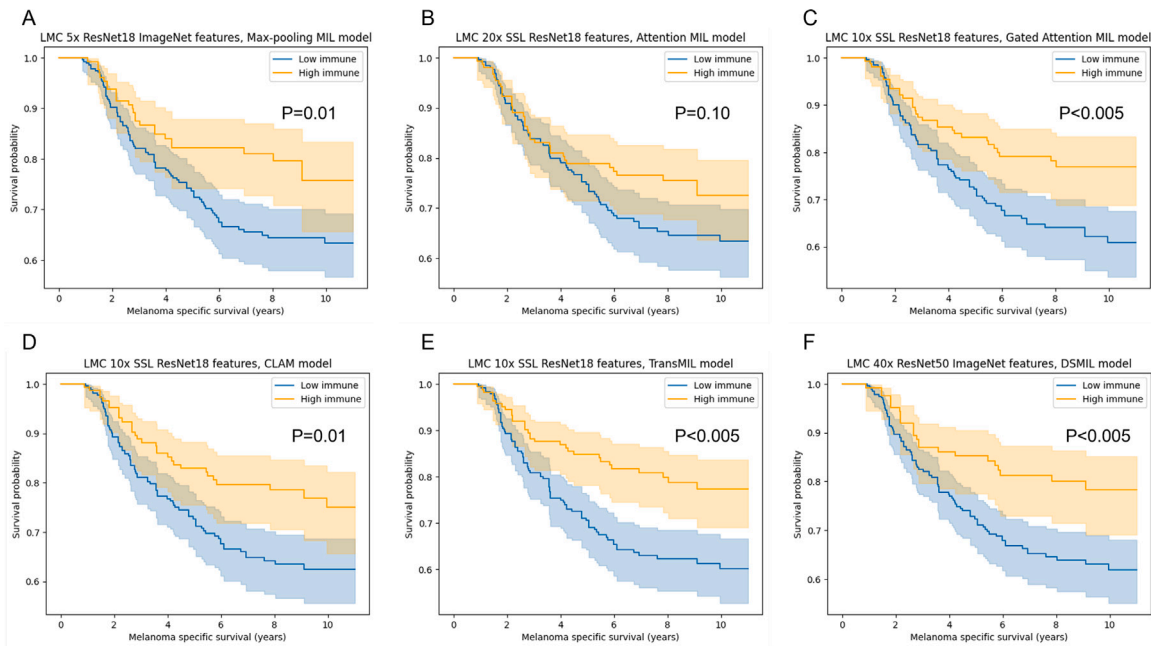 A
LMC 5x ResNet18 ImageNet features, Max-pooling MIL model
Low immune
High immune
P=0.01
1.0
0.9
0.8
0.7
0.6
Survival probability
0 2 4 6 8 10
Melanoma specific survival (years)
B
LMC 20x SSL ResNet18 features, Attention MIL model
Low immune
High immune
P=0.10
1.0
0.9
0.8
0.7
0.6
Survival probability
0 2 4 6 8 10
Melanoma specific survival (years)
C
LMC 10x SSL ResNet18 features, Gated Attention MIL model
Low immune
High immune
P<0.005
1.0
0.9
0.8
0.7
0.6
Survival probability
0 2 4 6 8 10
Melanoma specific survival (years)
D
LMC 10x SSL ResNet18 features, CLAM model
Low immune
High immune
P=0.01
1.0
0.9
0.8
0.7
0.6
Survival probability
0 2 4 6 8 10
Melanoma specific survival (years)
E
LMC 10x SSL ResNet18 features, TransMIL model
Low immune
High immune
P<0.005
1.0
0.9
0.8
0.7
0.6
Survival probability
0 2 4 6 8 10
Melanoma specific survival (years)
F
LMC 40x ResNet50 ImageNet features, DSMIL model
Low immune
High immune
P<0.005
1.0
0.9
0.8
0.7
0.6
Survival probability
0 2 4 6 8 10
Melanoma specific survival (years)